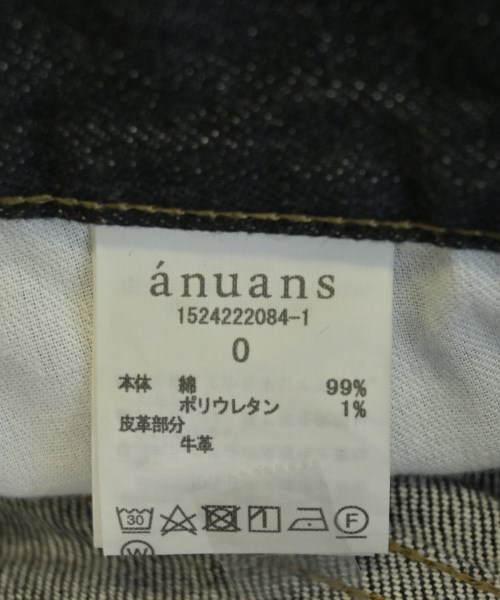 ánuans
1524222084-1
0
本体 綿 99%
ポリウレタン 1%
皮革部分
牛革
30 F
W